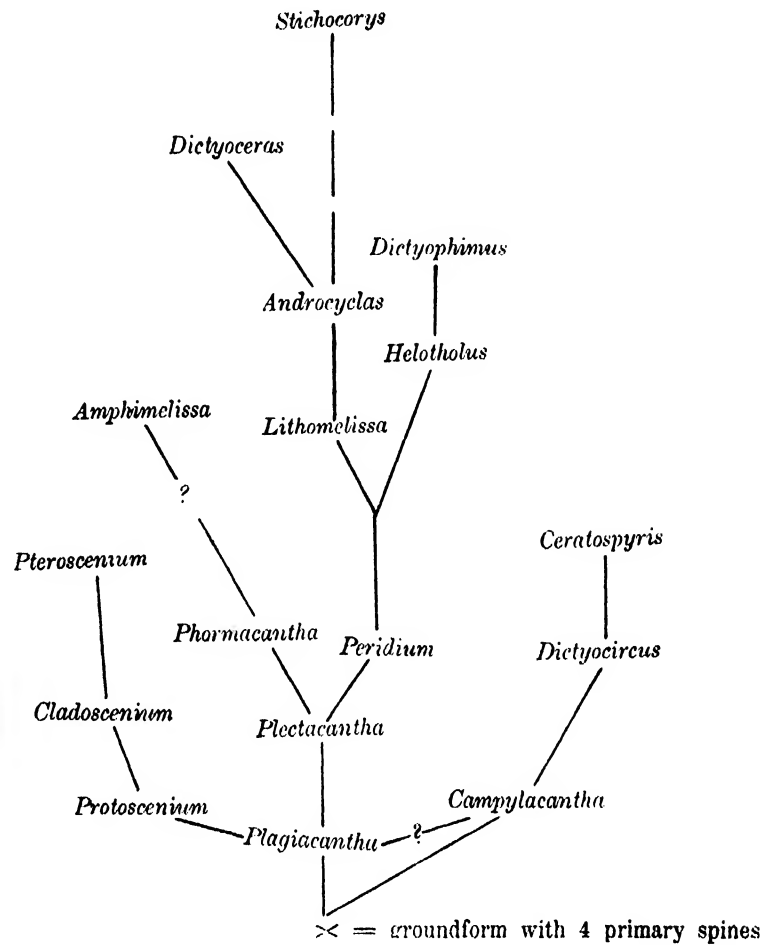 Stichocorys
Dictyoceras
Dictyophimus
Androcyclas
Helotholus
Amphimelissa
Lithomelissa
?
Ceratospyris
Pteroscenium
Phormacantha
Peridium
Dictyocircus
Cladoscenium
Plectacantha
Protoscenium
Campylacantha
Plagiacantha
?
>< = groundform with 4 primary spines